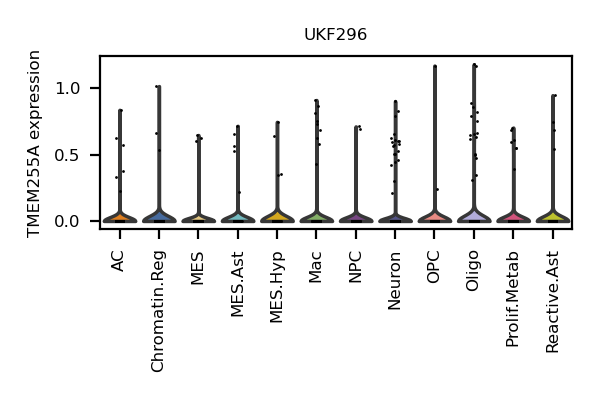 UKF296
TMEM255A expression
1.0
0.5
0.0
AC
Chromatin.Reg
MES
MES.Ast
MES.Hyp
Mac
NPC
Neuron
OPC
Oligo
Prolif.Metab
Reactive.Ast